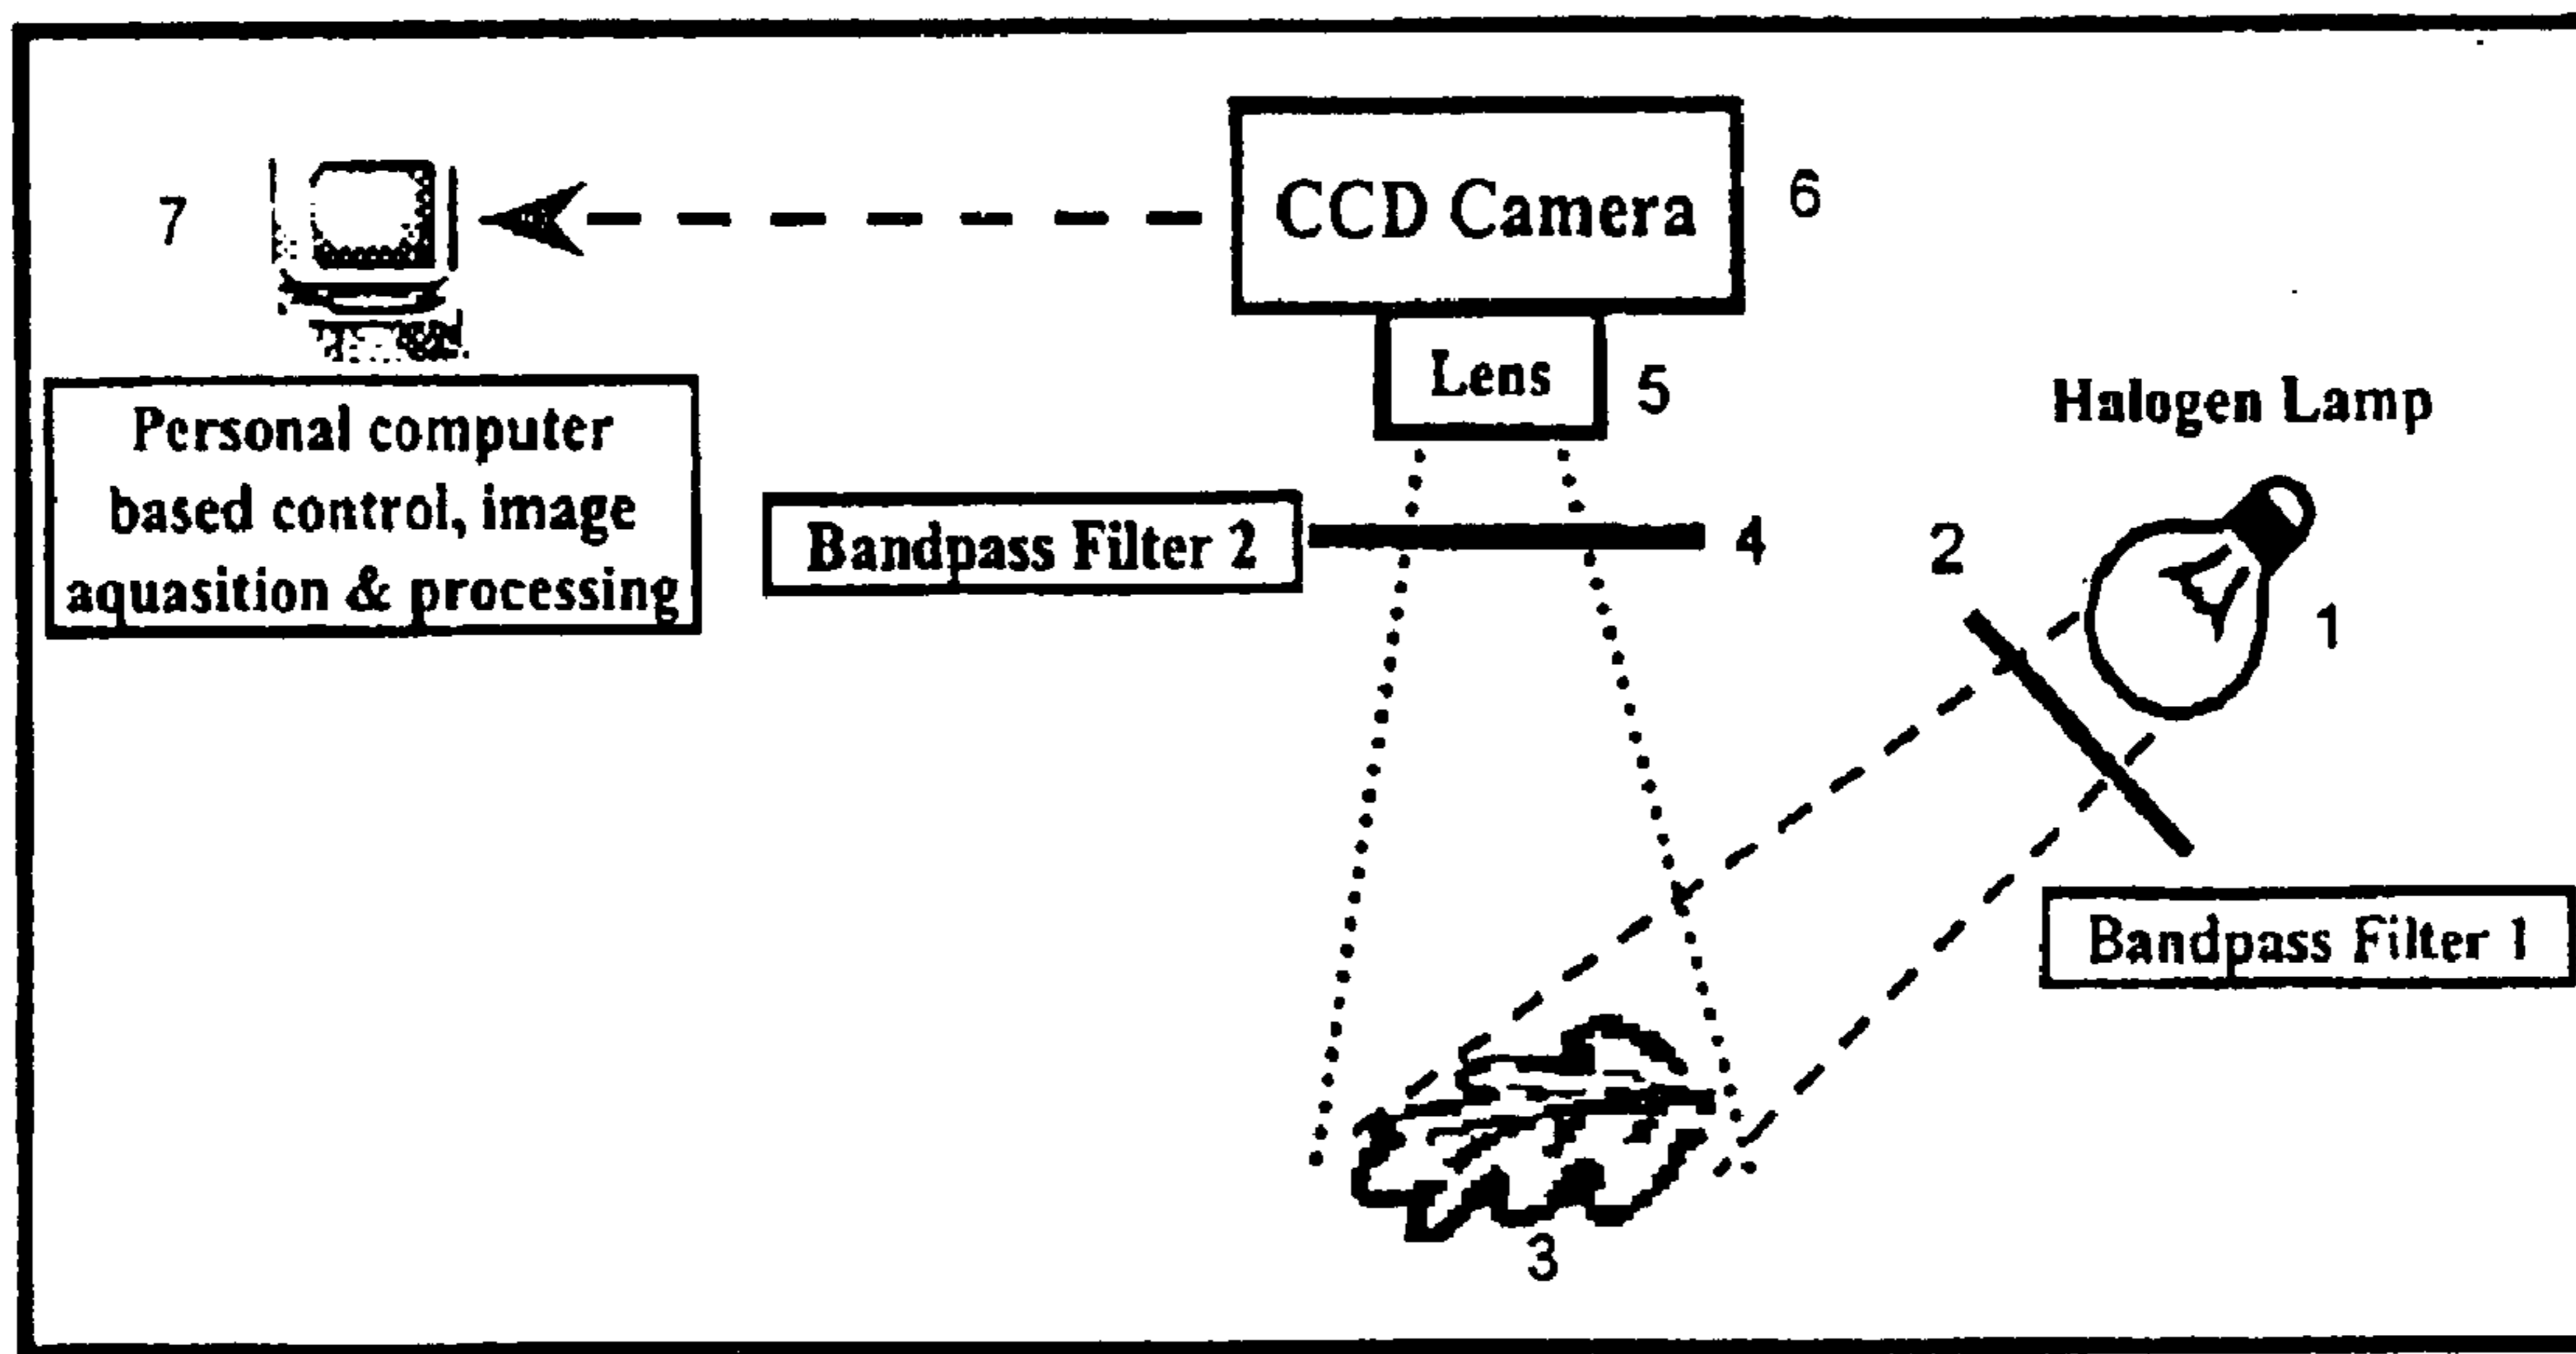 CCD Camera
6
7
Lens
5
Halogen Lamp
Personal computer
based control, image
aquasition & processing
Bandpass Filter 2
4
2
1
Bandpass Filter 1
3